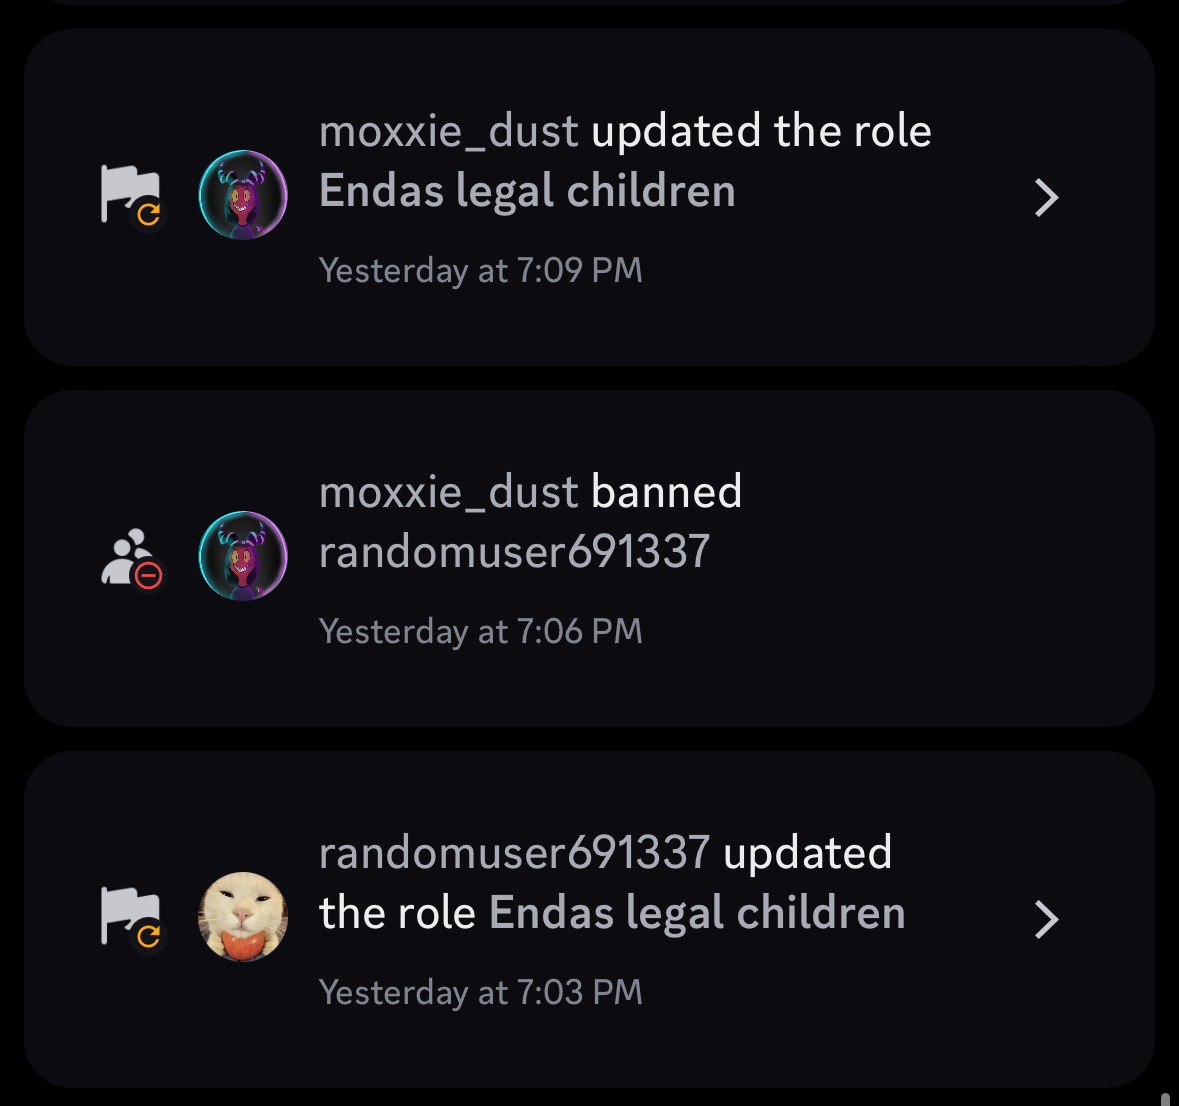 moxxie_dust updated the role
Endas legal children
Yesterday at 7:09 PM
moxxie_dust banned
randomuser691337
Yesterday at 7:06 PM
randomuser691337 updated
the role Endas legal children
Yesterday at 7:03 PM